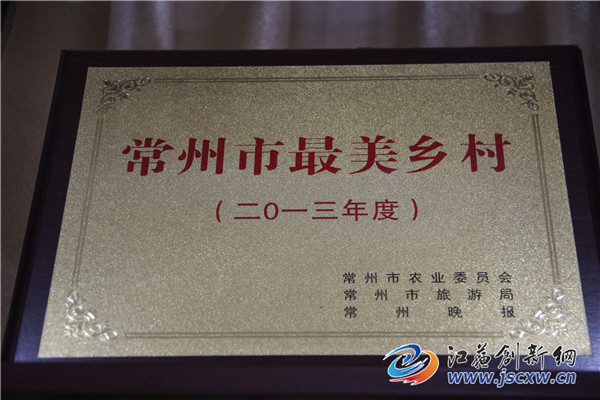 常州市最美乡村
（二0一三年度）
常州市农业委员会
常州市旅游局
常州晚报
江苏创新网
www.jscxw.cn